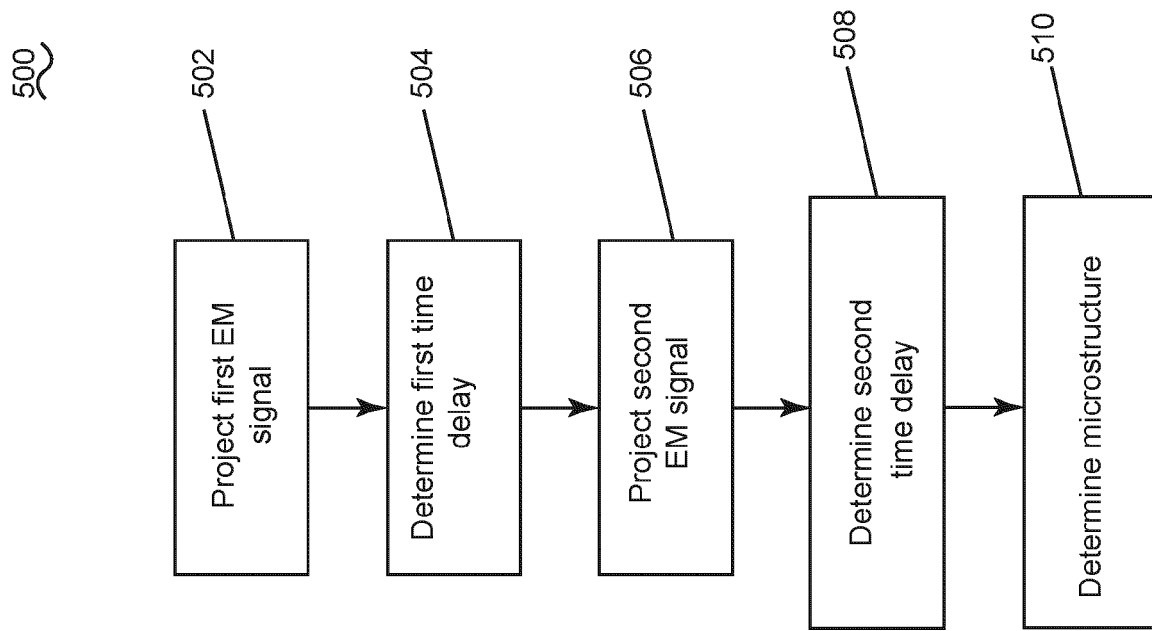 500
502
Project first EM
signal
504
Determine first time
delay
506
Project second
EM signal
508
Determine second
time delay
510
Determine microstructure